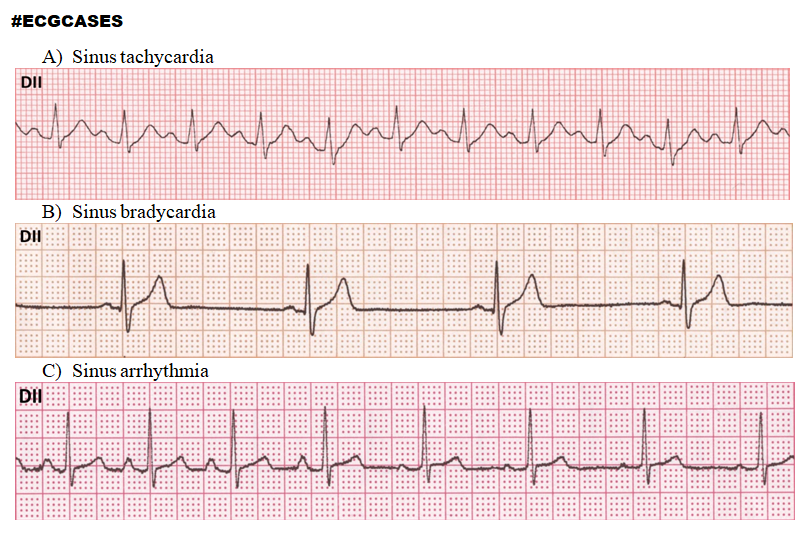 #ECGCASES
A) Sinus tachycardia
DII
B) Sinus bradycardia
DII
C) Sinus arrhythmia
DII